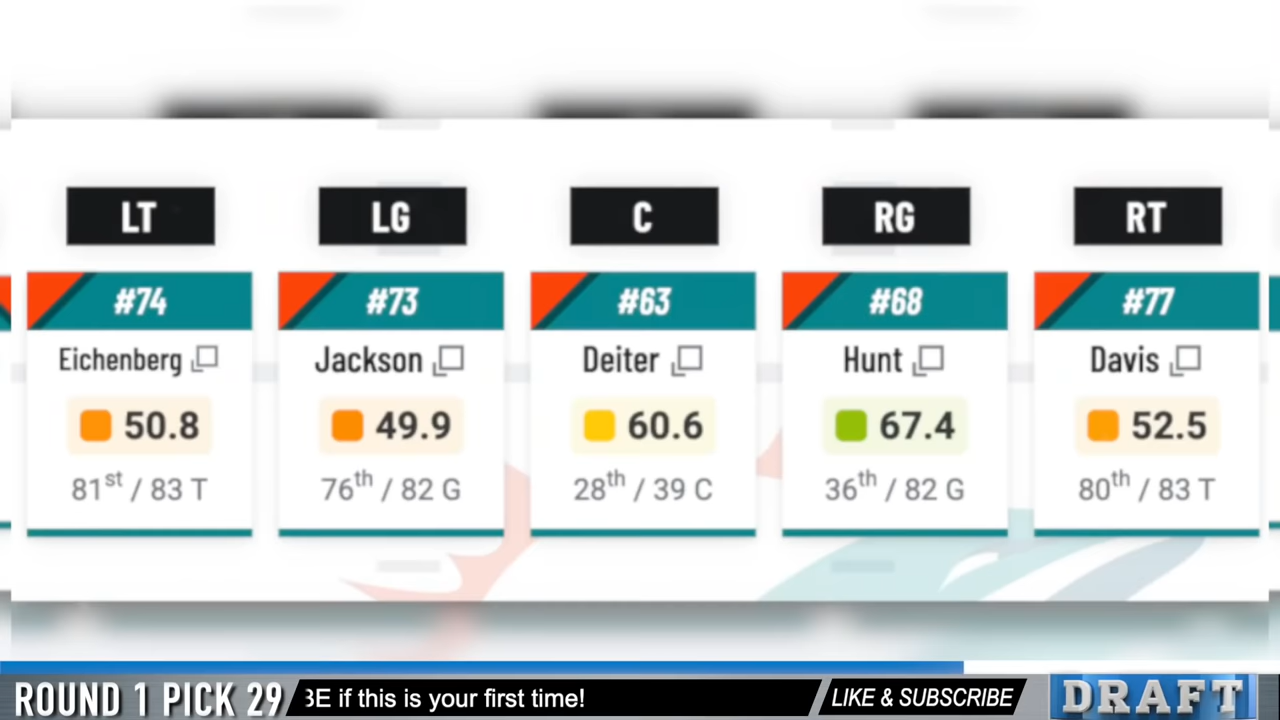 LT LG C RG RT
#74 #73 #63 #68 #77
Eichenberg Jackson Deiter Hunt Davis
50.8 49.9 60.6 67.4 52.5
81st / 83 T 76th / 82 G 28th / 39 C 36th / 82 G 80th / 83 T
ROUND 1 PICK 29 BE if this is your first time! LIKE & SUBSCRIBE DRAFT